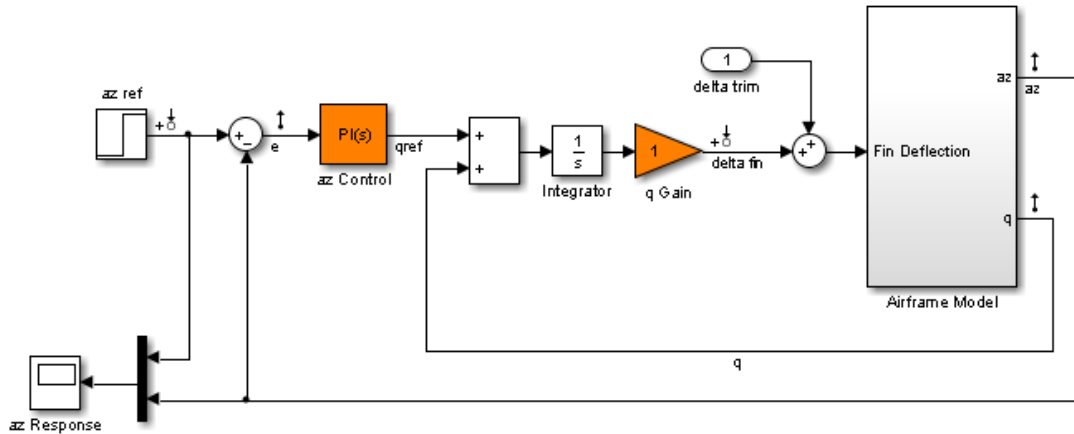 az ref
+
+
−
e
PI(s)
az Control
qref
+
+
1
s
Integrator
1
q Gain
+
delta fin
1
delta trim
+
+
Fin Deflection
az
az
q
Airframe Model
q
az Response